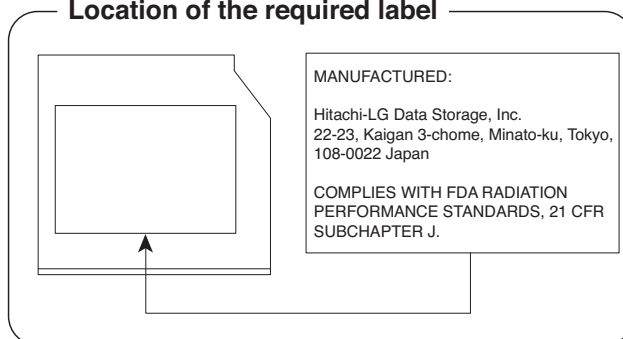 Location of the required label
MANUFACTURED:
Hitachi-LG Data Storage, Inc.
22-23, Kaigan 3-chome, Minato-ku, Tokyo,
108-0022 Japan
COMPLIES WITH FDA RADIATION
PERFORMANCE STANDARDS, 21 CFR
SUBCHAPTER J.